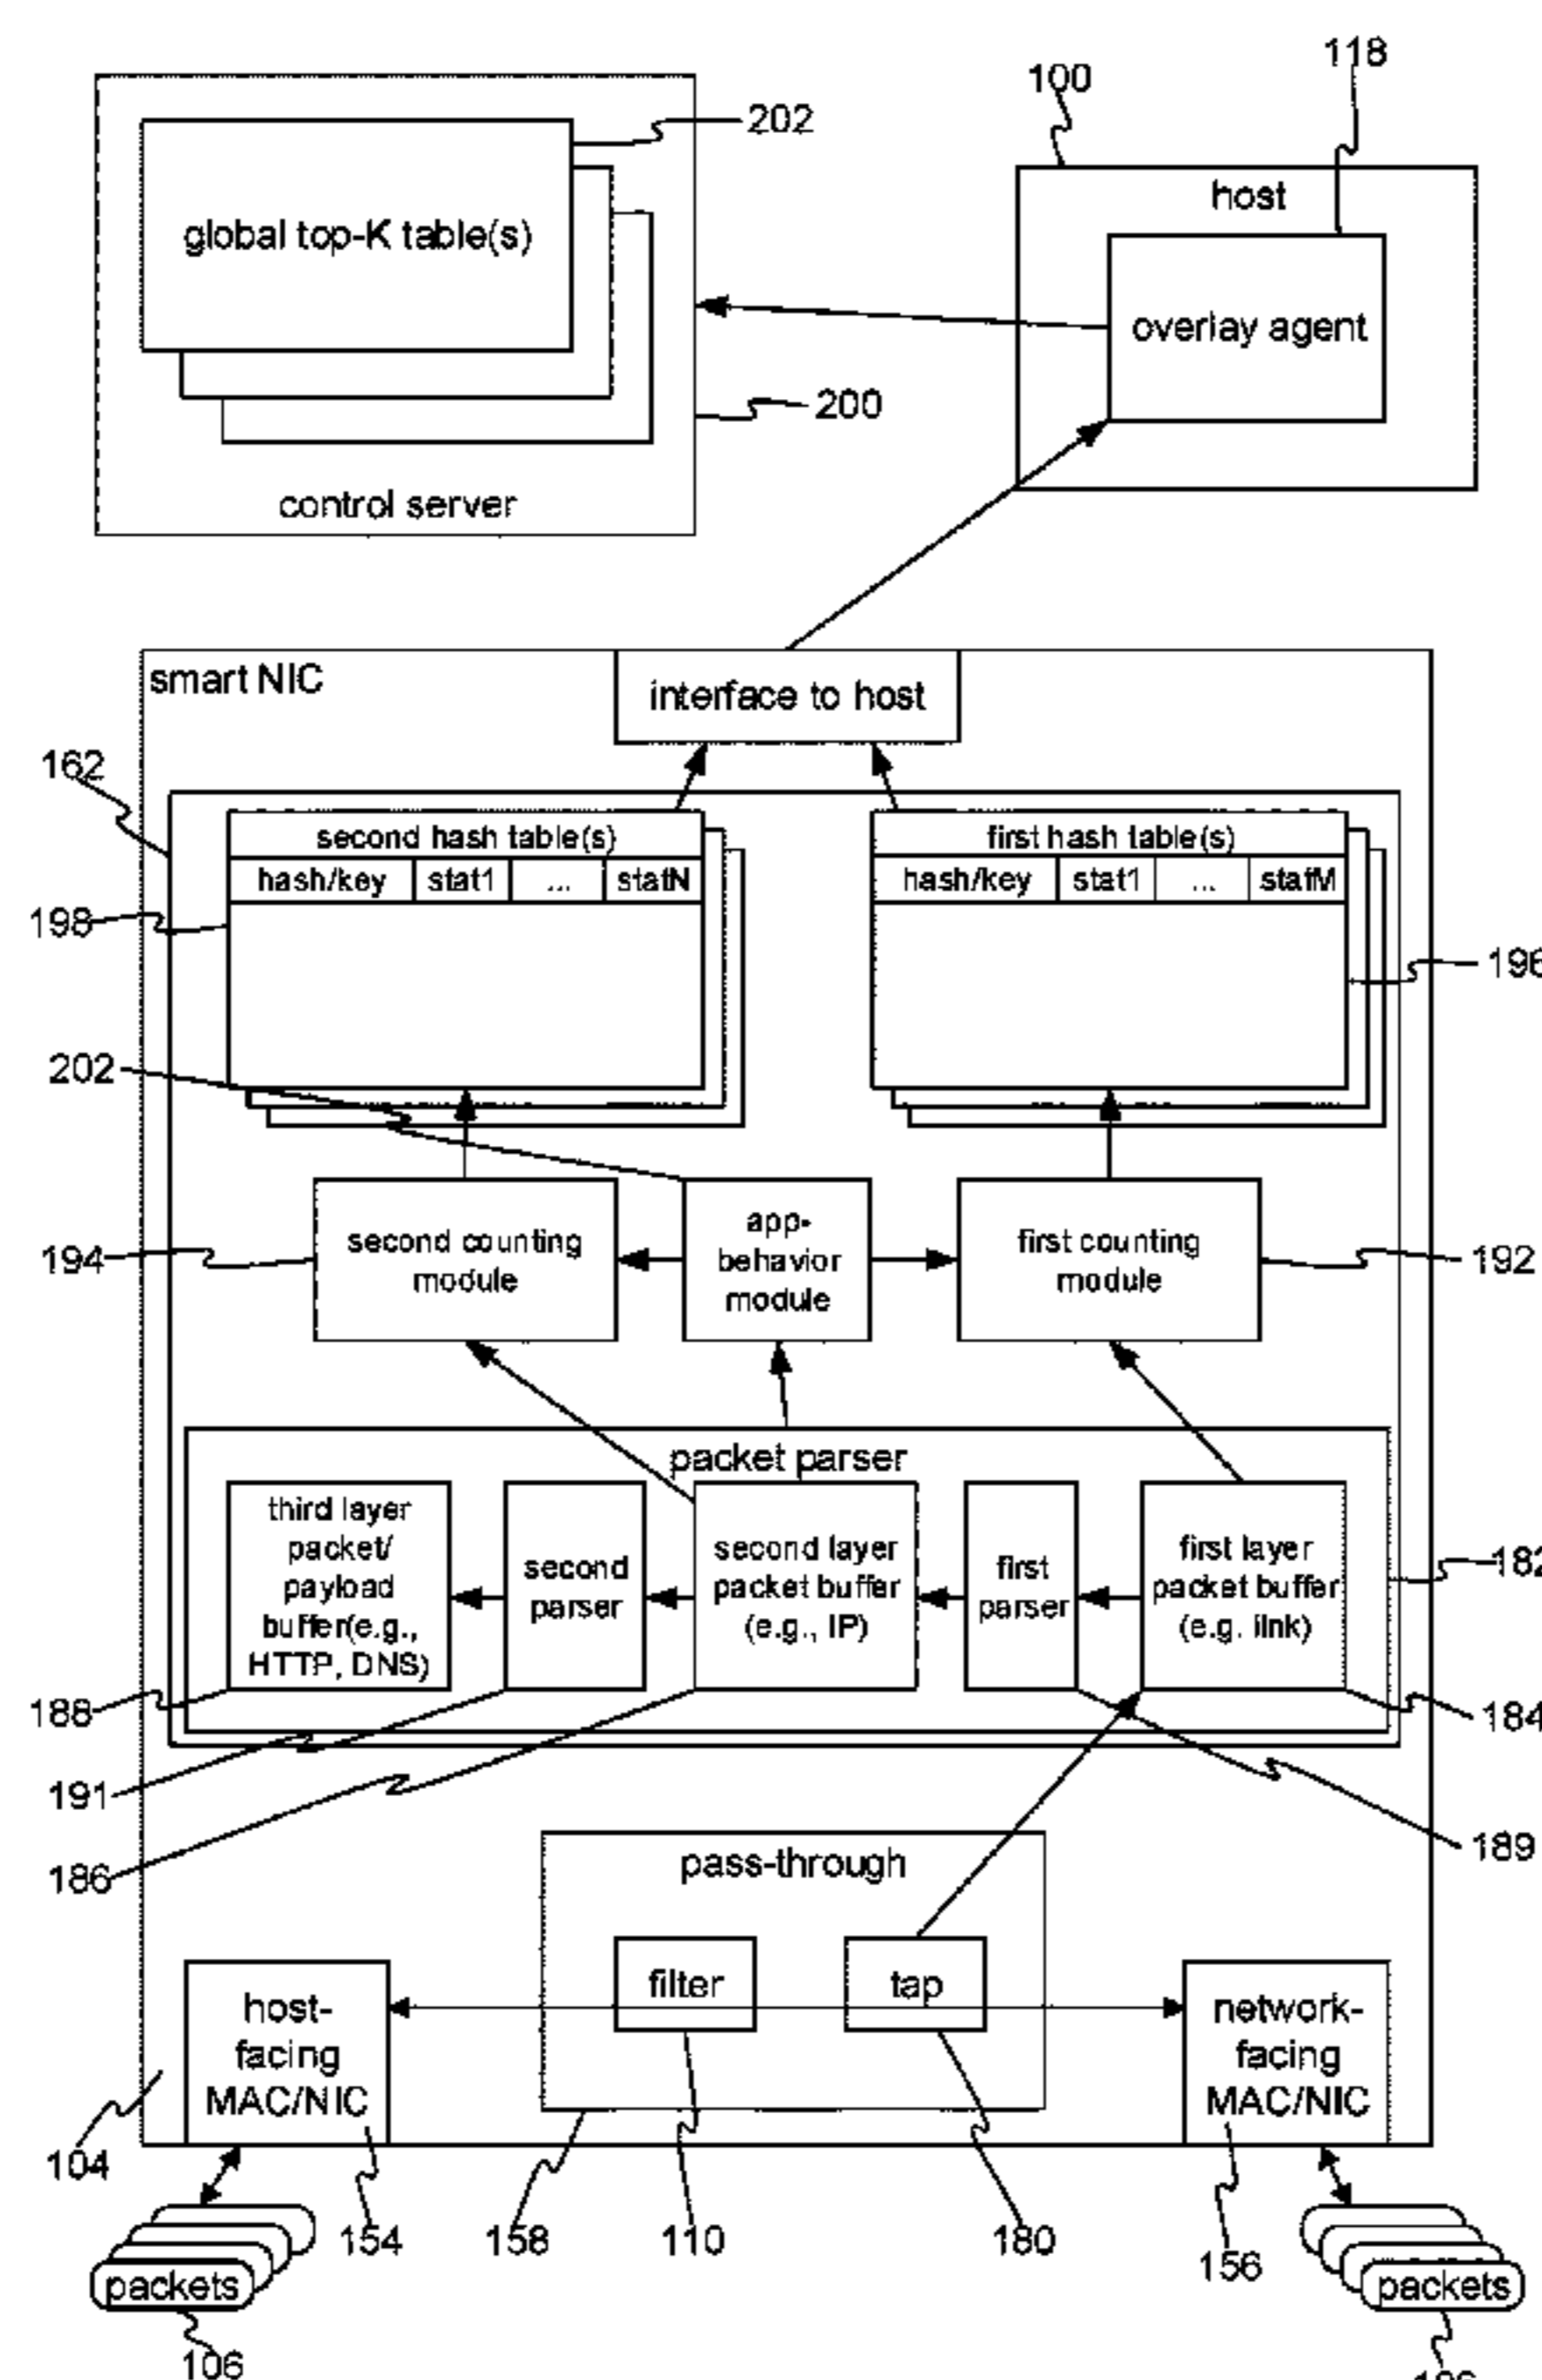 118
100
202
host
global top-K table(s)
overlay agent
200
control server
smart NIC
interface to host
162
second hash table(s)
hash/key stat1 ... statN
first hash table(s)
hash/key stat1 ... statM
198
196
202
second counting
module
app-
behavior
module
first counting
module
194
192
packet parser
third layer
packet/
payload
buffer(e.g.,
HTTP, DNS)
second
parser
second layer
packet buffer
(e.g., IP)
first
parser
first layer
packet buffer
(e.g. link)
182
188
184
191
189
186
pass-through
filter
tap
host-
facing
MAC/NIC
network-
facing
MAC/NIC
104
154
158
110
180
156
packets
packets
106